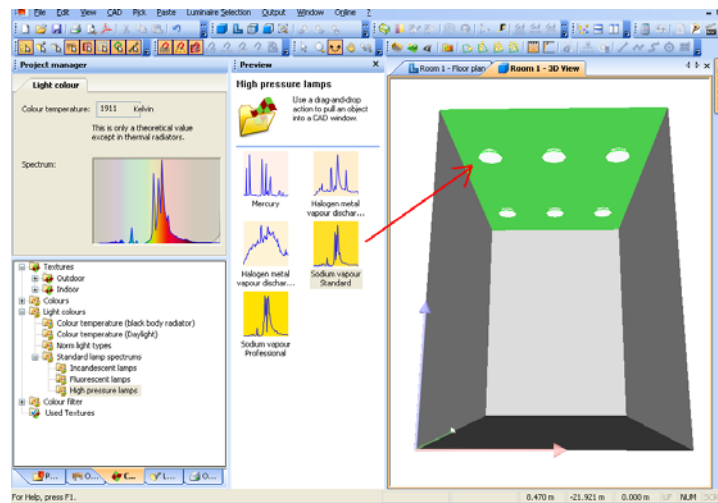 File Edit View CAD Pick Paste Luminaire Selection Output Window Online ?
Project manager
Light colour
Colour temperature: 1911 Kelvin
This is only a theoretical value
except in thermal radiators.
Spectrum:
Textures
Outdoor
Indoor
Colours
Light colours
Colour temperature (black body radiator)
Colour temperature (Daylight)
Norm light types
Standard lamp spectrums
Incandescent lamps
Fluorescent lamps
High pressure lamps
Colour filter
Used Textures
P... O... C... L... O...
Preview X
High pressure lamps
Use a drag-and-drop
action to pull an object
into a CAD window.
Mercury
Halogen metal
vapour dischar...
Halogen metal
vapour dischar...
Sodium vapour
Standard
Sodium vapour
Professional
Room 1 - Floor plan
Room 1 - 3D View
For Help, press F1.
8.470 m -21.921 m 0.000 m UF NUM